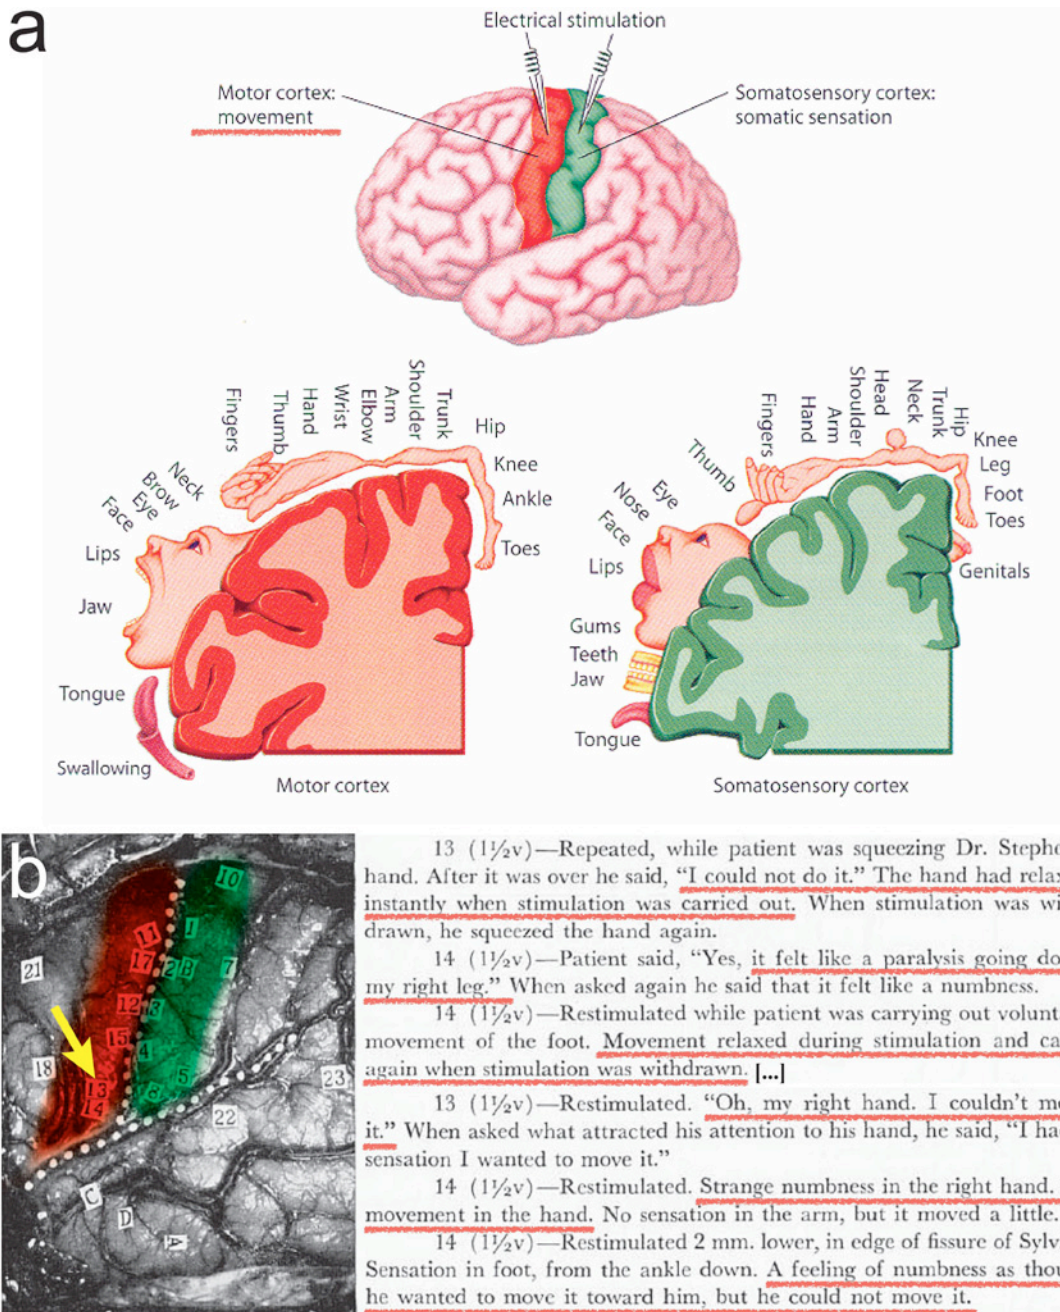 a
Electrical stimulation
Motor cortex:
movement
Somatosensory cortex:
somatic sensation
Fingers
Thumb
Hand
Wrist
Elbow
Arm
Shoulder
Trunk
Hip
Knee
Ankle
Toes
Neck
Brow
Eye
Face
Lips
Jaw
Tongue
Swallowing
Motor cortex
Fingers
Hand
Arm
Shoulder
Head
Neck
Trunk
Hip
Knee
Leg
Foot
Toes
Genitals
Thumb
Eye
Nose
Face
Lips
Gums
Teeth
Jaw
Tongue
Somatosensory cortex
b
10
11
1
17
2
B
7
21
12
3
15
4
18
13
5
14
6
23
22
C
D
A
13 (1½v)—Repeated, while patient was squeezing Dr. Stepho
hand. After it was over he said, “I could not do it.” The hand had relax
instantly when stimulation was carried out. When stimulation was wi
drawn, he squeezed the hand again.
14 (1½v)—Patient said, “Yes, it felt like a paralysis going do
my right leg.” When asked again he said that it felt like a numbness.
14 (1½v)—Restimulated while patient was carrying out volunt
movement of the foot. Movement relaxed during stimulation and ca
again when stimulation was withdrawn. [...]
13 (1½v)—Restimulated. “Oh, my right hand. I couldn’t mo
it.” When asked what attracted his attention to his hand, he said, “I ha
sensation I wanted to move it.”
14 (1½v)—Restimulated. Strange numbness in the right hand.
movement in the hand. No sensation in the arm, but it moved a little.
14 (1½v)—Restimulated 2 mm. lower, in edge of fissure of Sylv
Sensation in foot, from the ankle down. A feeling of numbness as thou
he wanted to move it toward him, but he could not move it.